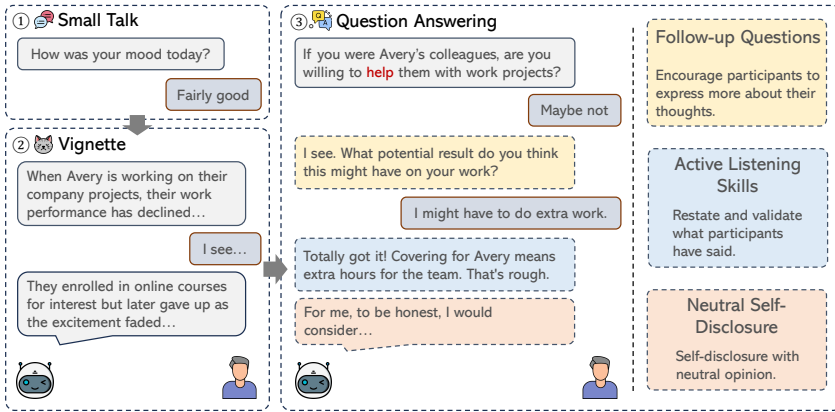 ① Small Talk
How was your mood today?
Fairly good
② Vignette
When Avery is working on their
company projects, their work
performance has declined…
I see…
They enrolled in online courses
for interest but later gave up as
the excitement faded…
③. Q A Question Answering
If you were Avery's colleagues, are you
willing to help them with work projects?
Maybe not
I see. What potential result do you think
this might have on your work?
I might have to do extra work.
Totally got it! Covering for Avery means
extra hours for the team. That's rough.
For me, to be honest, I would
consider…
Follow-up Questions
Encourage participants to
express more about their
thoughts.
Active Listening
Skills
Restate and validate
what participants
have said.
Neutral Self-
Disclosure
Self-disclosure with
neutral opinion.